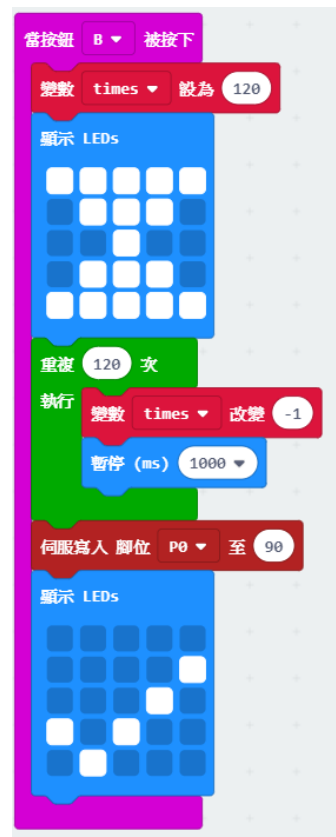 當按鈕 B 被按下
變數 times 設為 120
顯示 LEDs
重複 120 次
執行
變數 times 改變 -1
暫停 (ms) 1000
伺服寫入 腳位 P0 至 90
顯示 LEDs